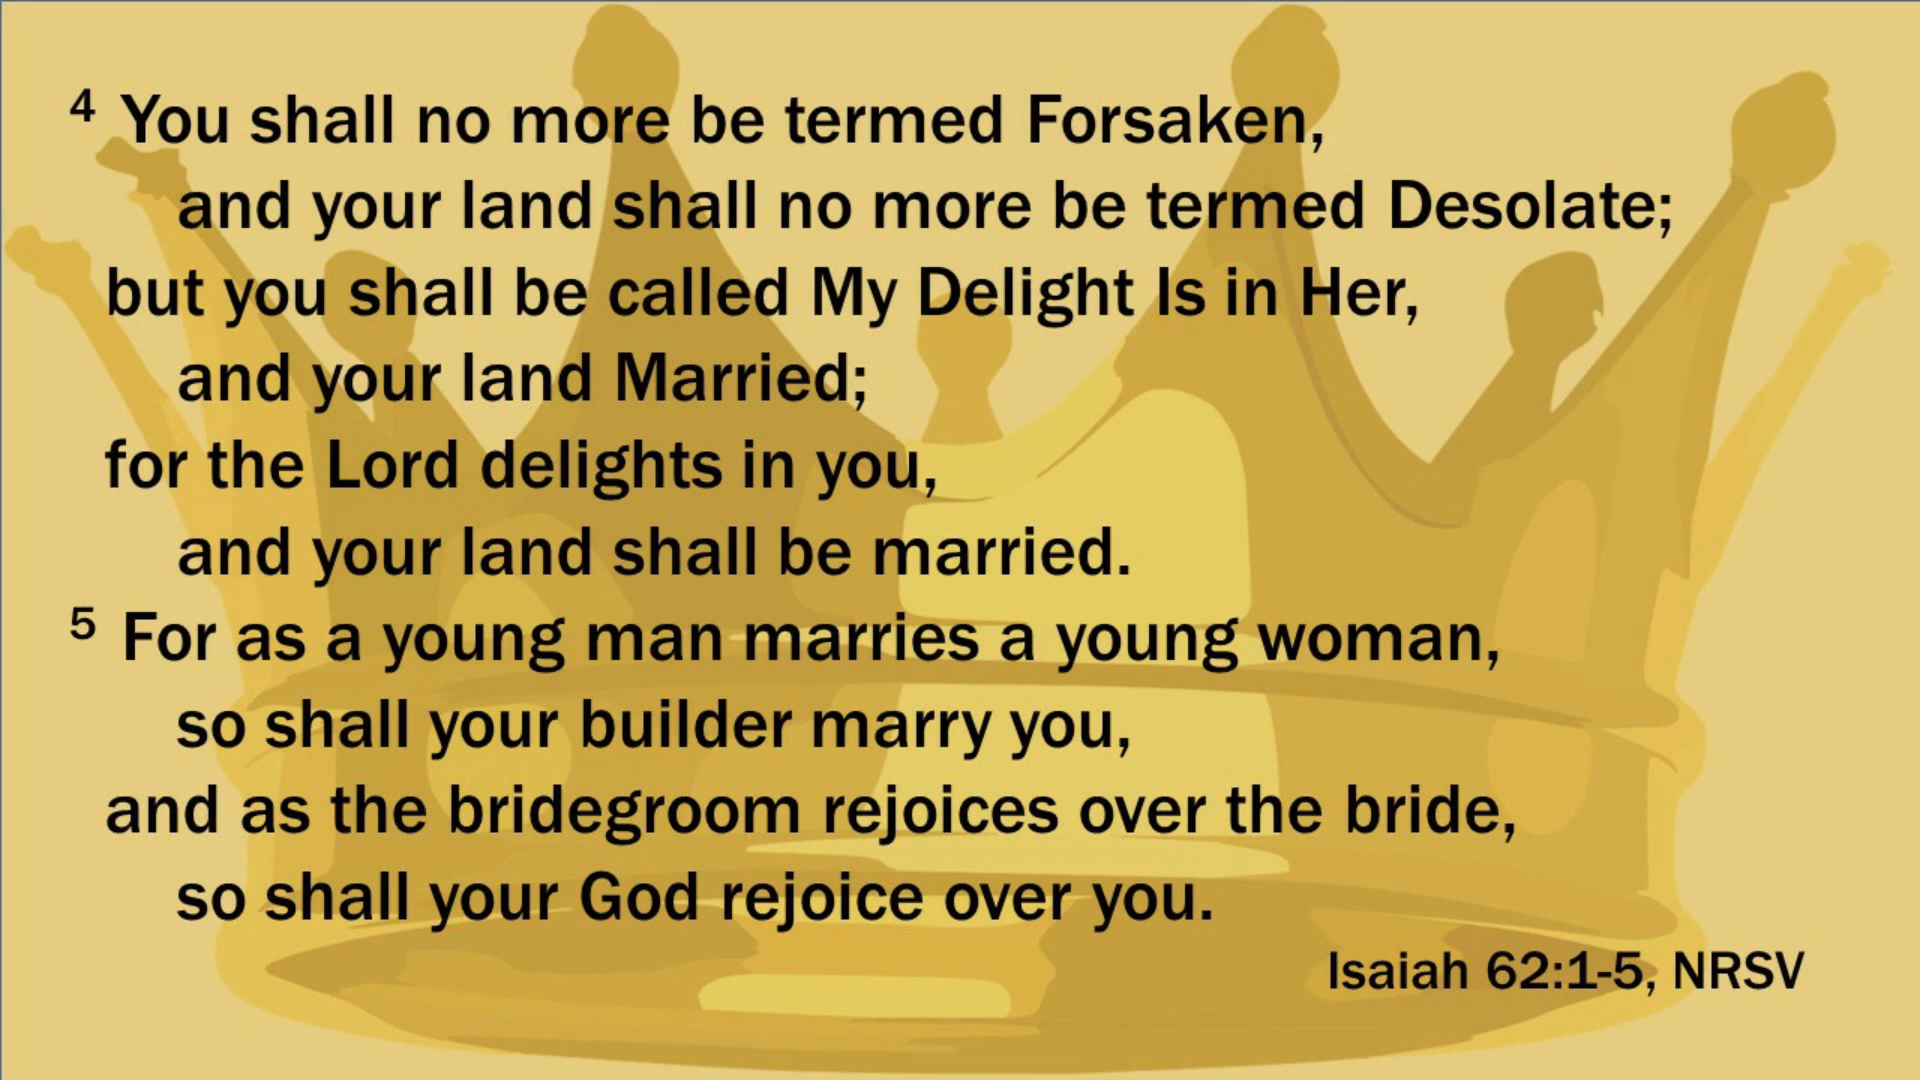 4 You shall no more be termed Forsaken,
and your land shall no more be termed Desolate;
but you shall be called My Delight Is in Her,
and your land Married;
for the Lord delights in you,
and your land shall be married.
5 For as a young man marries a young woman,
so shall your builder marry you,
and as the bridegroom rejoices over the bride,
so shall your God rejoice over you.
Isaiah 62:1-5, NRSV